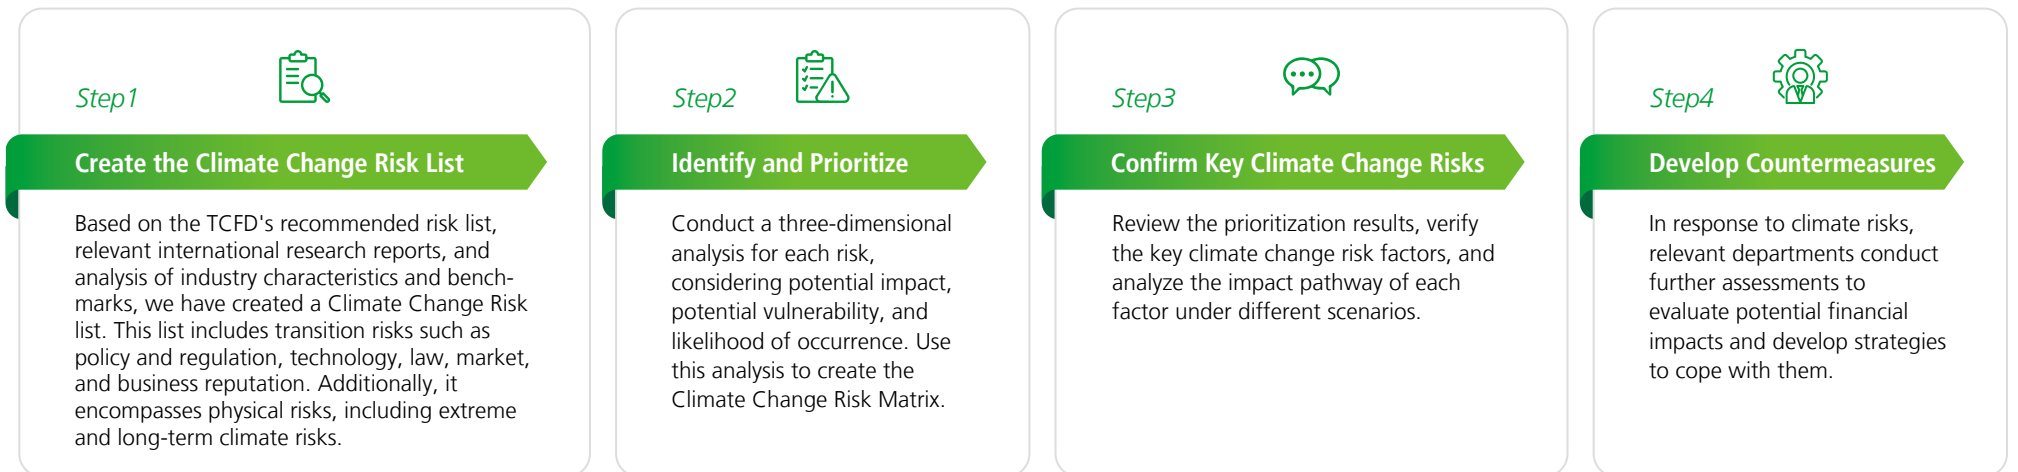 Step1
Create the Climate Change Risk List
Based on the TCFD's recommended risk list,
relevant international research reports, and
analysis of industry characteristics and bench-
marks, we have created a Climate Change Risk
list. This list includes transition risks such as
policy and regulation, technology, law, market,
and business reputation. Additionally, it
encompasses physical risks, including extreme
and long-term climate risks.
Step2
Identify and Prioritize
Conduct a three-dimensional
analysis for each risk,
considering potential impact,
potential vulnerability, and
likelihood of occurrence. Use
this analysis to create the
Climate Change Risk Matrix.
Step3
Confirm Key Climate Change Risks
Review the prioritization results, verify
the key climate change risk factors, and
analyze the impact pathway of each
factor under different scenarios.
Step4
Develop Countermeasures
In response to climate risks,
relevant departments conduct
further assessments to
evaluate potential financial
impacts and develop strategies
to cope with them.